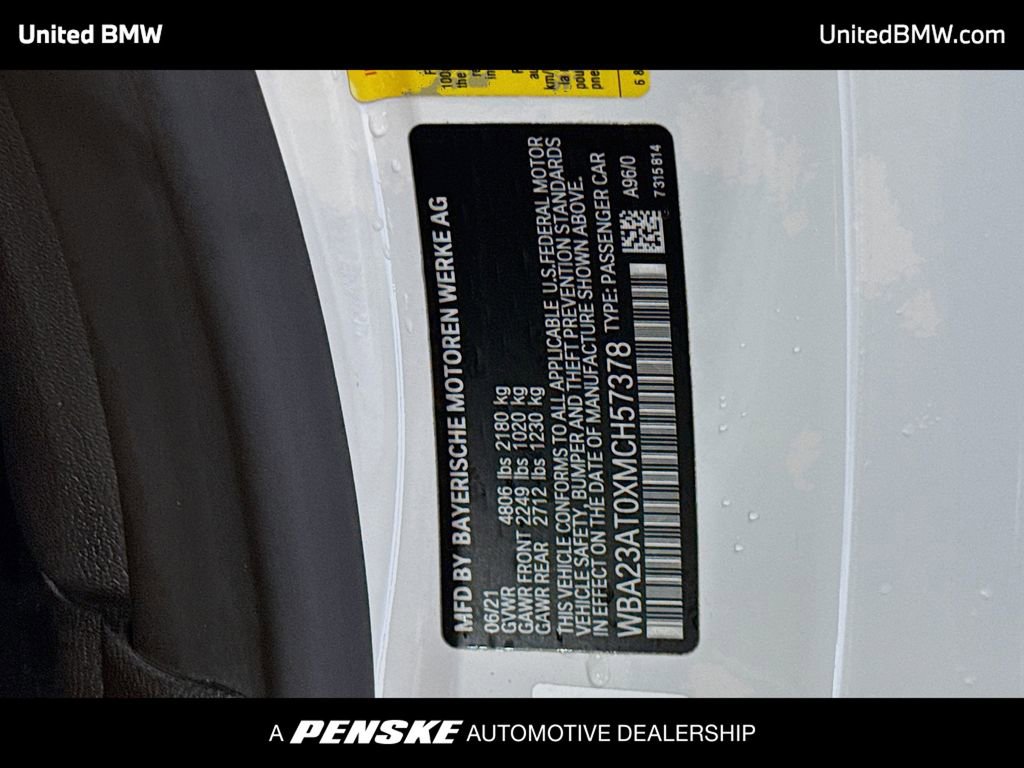 United BMW
UnitedBMW.com
MFD BY BAYERISCHE MOTOREN WERKE AG
06/21
GVWR 4806 lbs 2180 kg
GAWR FRONT 2249 lbs 1020 kg
GAWR REAR 2712 lbs 1230 kg
THIS VEHICLE CONFORMS TO ALL APPLICABLE U.S.FEDERAL MOTOR
VEHICLE SAFETY, BUMPER AND THEFT PREVENTION STANDARDS
IN EFFECT ON THE DATE OF MANUFACTURE SHOWN ABOVE.
WBA23AT0XMCH57378 TYPE: PASSENGER CAR
A96/0
7315814
A PENSKE AUTOMOTIVE DEALERSHIP